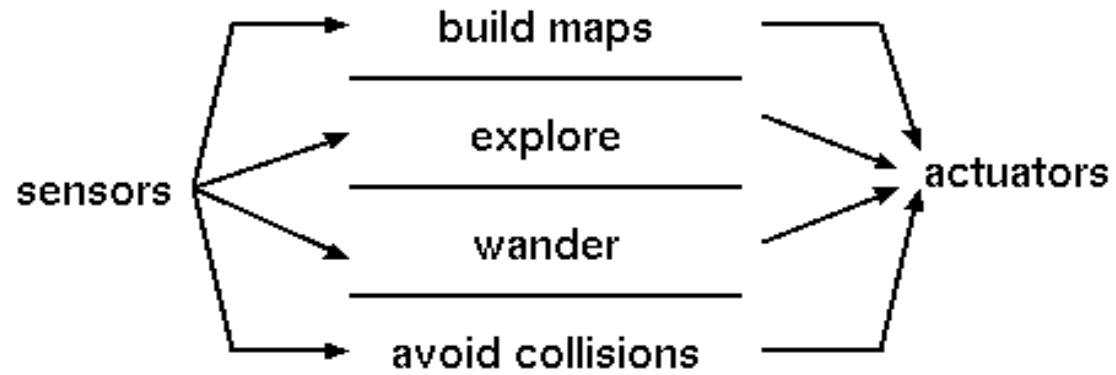 build maps
explore
sensors
actuators
wander
avoid collisions